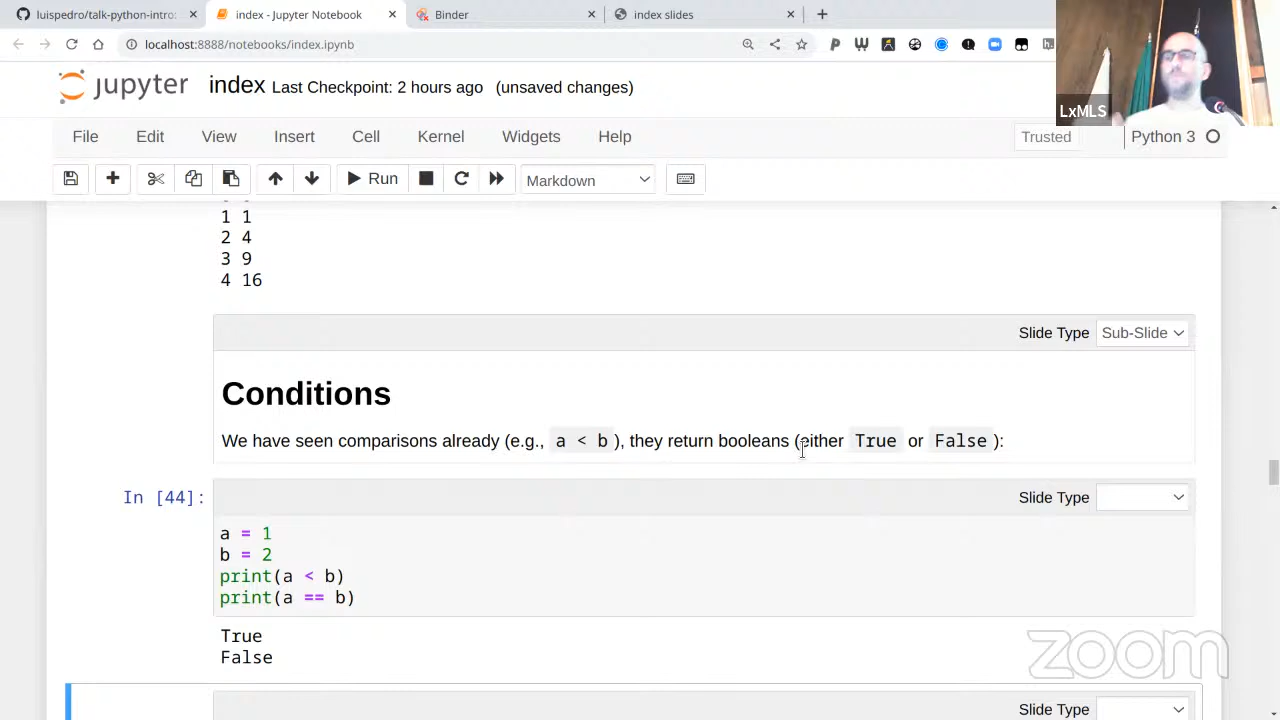 luispedro/talk-python-intro:
index - Jupyter Notebook
Binder
index slides
localhost:8888/notebooks/index.ipynb
LxMLS
jupyter index Last Checkpoint: 2 hours ago (unsaved changes)
File Edit View Insert Cell Kernel Widgets Help
Trusted Python 3
Run Markdown
1 1
2 4
3 9
4 16
Slide Type Sub-Slide
Conditions
We have seen comparisons already (e.g., a < b ), they return booleans (either True or False ):
In [44]:
Slide Type
a = 1
b = 2
print(a < b)
print(a == b)
True
False
zoom
Slide Type